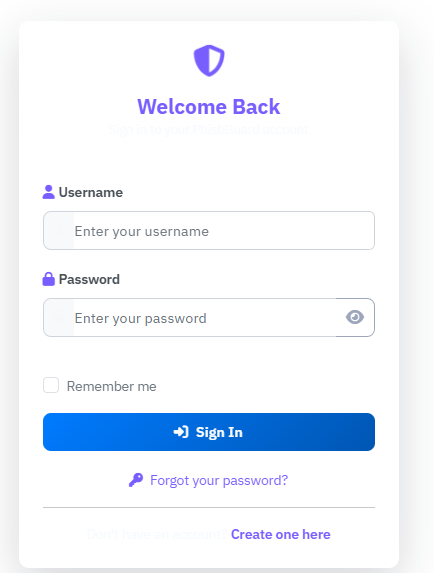 Welcome Back
Sign in to your PhishGuard account
Username
Enter your username
Password
Enter your password
Remember me
Sign In
Forgot your password?
Don't have an account? Create one here